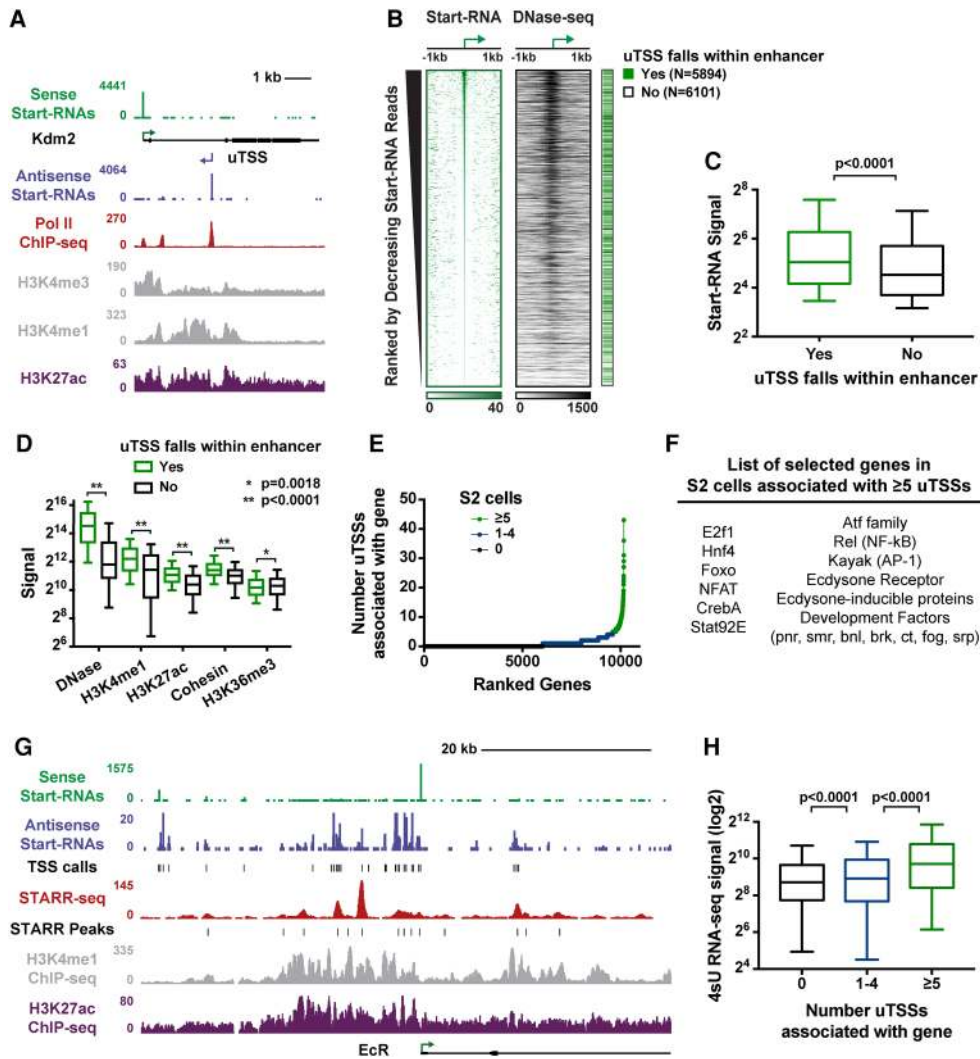 A
1 kb
4441
Sense
Start-RNAs
0
Kdm2
uTSS
4064
Antisense
Start-RNAs
0
270
Pol II
ChIP-seq
0
190
H3K4me3
0
323
H3K4me1
0
63
H3K27ac
0
B
Start-RNA DNase-seq
-1kb 1kb -1kb 1kb
Ranked by Decreasing Start-RNA Reads
0 40 0 1500
uTSS falls within enhancer
Yes (N=5894)
No (N=6101)
C
p<0.0001
2^8
2^6
2^4
2^2
Start-RNA Signal
Yes No
uTSS falls within enhancer
D
uTSS falls within enhancer
Yes
No
* p=0.0018
** p<0.0001
** ** ** ** *
2^16
2^14
2^12
2^10
2^8
2^6
Signal
DNase
H3K4me1
H3K27ac
Cohesin
H3K36me3
E
S2 cells
≥5
1-4
0
Number uTSSs
associated with gene
50
40
30
20
10
0
0 5000 10000
Ranked Genes
F
List of selected genes in
S2 cells associated with ≥5 uTSSs
E2f1
Hnf4
Foxo
NFAT
CrebA
Stat92E
Atf family
Rel (NF-kB)
Kayak (AP-1)
Ecdysone Receptor
Ecdysone-inducible proteins
Development Factors
(pnr, smr, bnl, brk, ct, fog, srp)
G
20 kb
1575
Sense
Start-RNAs
0
20
Antisense
Start-RNAs
0
TSS calls
145
STARR-seq
0
STARR Peaks
335
H3K4me1
ChIP-seq
0
80
H3K27ac
ChIP-seq
0
EcR
H
p<0.0001 p<0.0001
2^12
2^10
2^8
2^6
2^4
4sU RNA-seq signal (log2)
0 1-4 ≥5
Number uTSSs
associated with gene